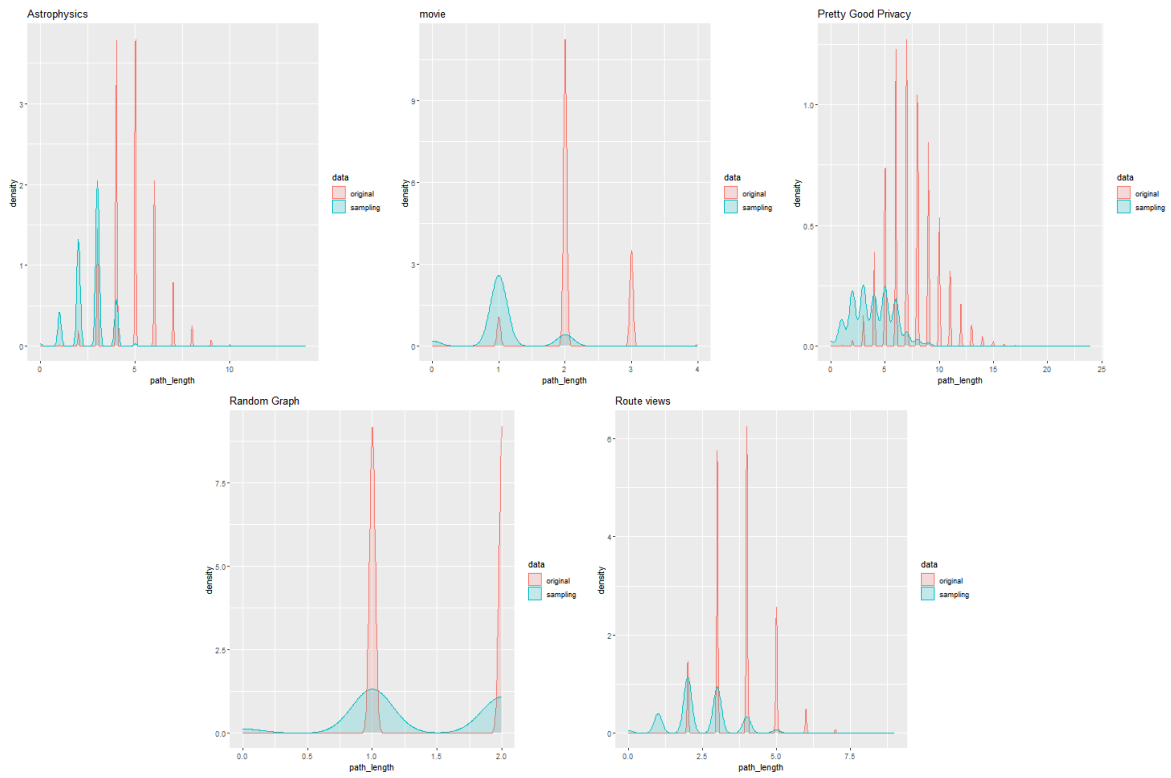 Astrophysics
density
3
2
1
0
0
5
10
path_length
data
original
sampling
movie
density
9
6
3
0
0
1
2
3
4
path_length
data
original
sampling
Pretty Good Privacy
density
1.0
0.5
0.0
0
5
10
15
20
25
path_length
data
original
sampling
Random Graph
density
7.5
5.0
2.5
0.0
0.0
0.5
1.0
1.5
2.0
path_length
data
original
sampling
Route views
density
6
4
2
0
0.0
2.5
5.0
7.5
path_length
data
original
sampling